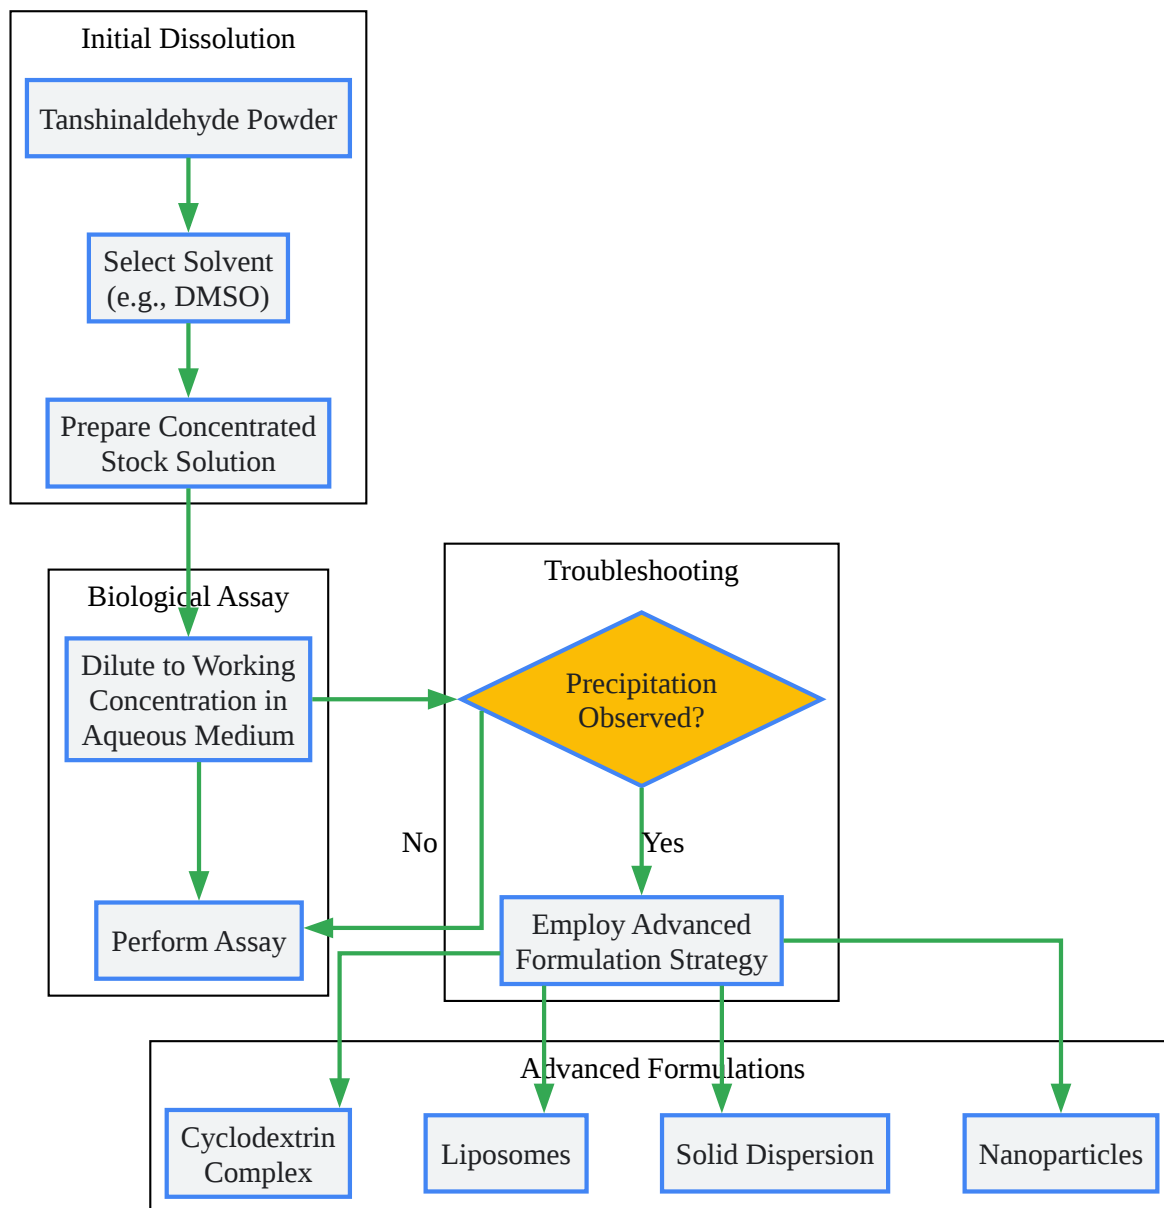 Initial Dissolution
Tanshinaldehyde Powder
Select Solvent
(e.g., DMSO)
Prepare Concentrated
Stock Solution
Biological Assay
Dilute to Working
Concentration in
Aqueous Medium
Perform Assay
Troubleshooting
Precipitation
Observed?
No
Yes
Employ Advanced
Formulation Strategy
Advanced Formulations
Cyclodextrin
Complex
Liposomes
Solid Dispersion
Nanoparticles